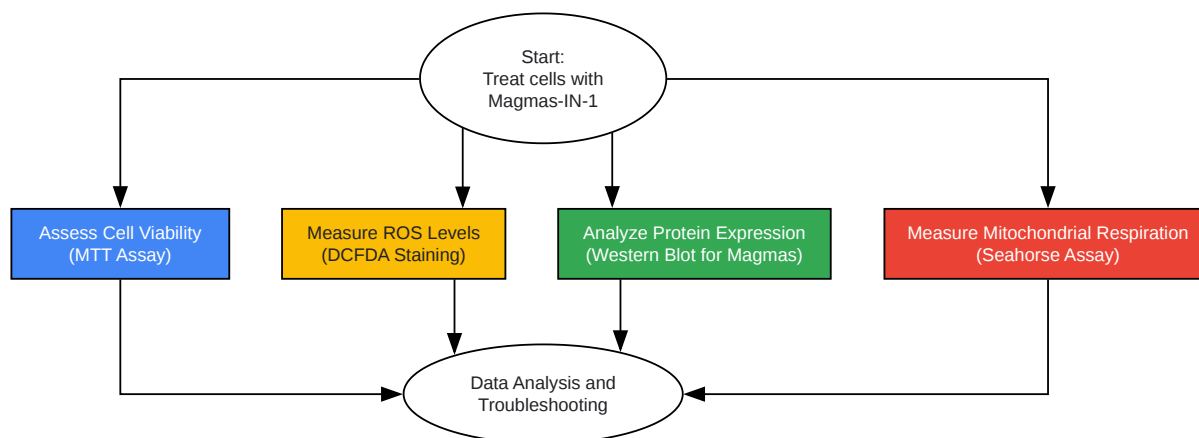 Start:
Treat cells with
Magmas-IN-1
Assess Cell Viability
(MTT Assay)
Measure ROS Levels
(DCFDA Staining)
Analyze Protein Expression
(Western Blot for Magmas)
Measure Mitochondrial Respiration
(Seahorse Assay)
Data Analysis and
Troubleshooting